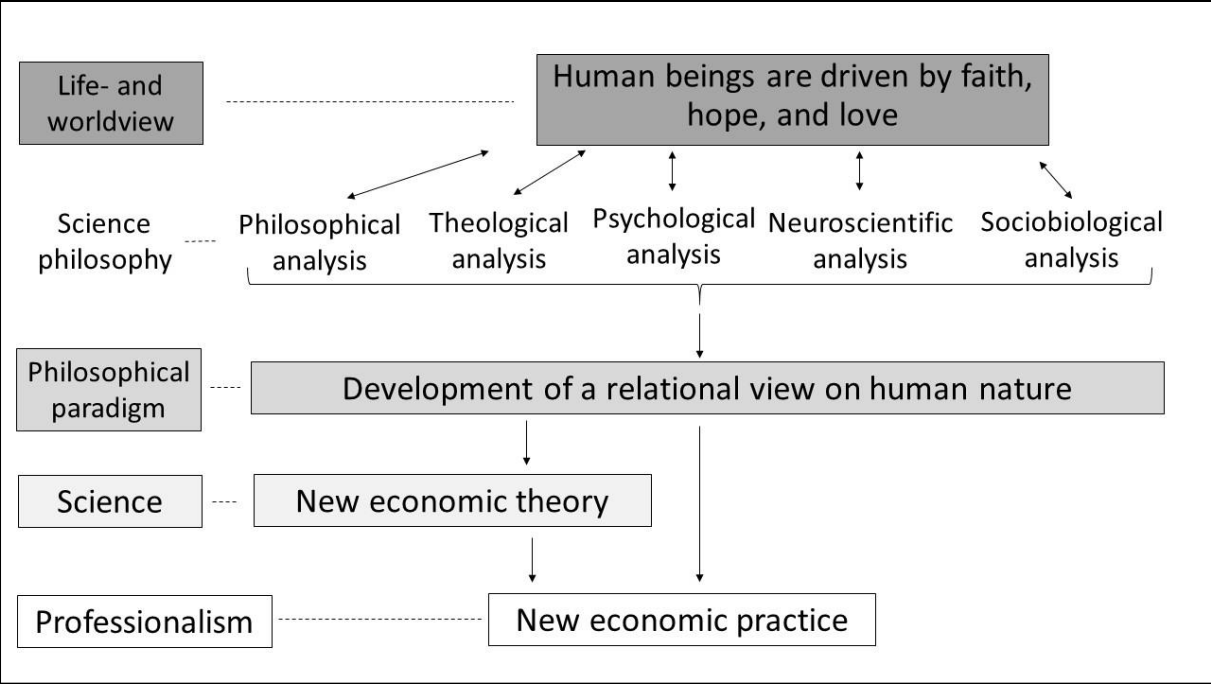 Life- and
worldview
Human beings are driven by faith,
hope, and love
Science
philosophy
Philosophical
analysis
Theological
analysis
Psychological
analysis
Neuroscientific
analysis
Sociobiological
analysis
Philosophical
paradigm
Development of a relational view on human nature
Science
New economic theory
Professionalism
New economic practice